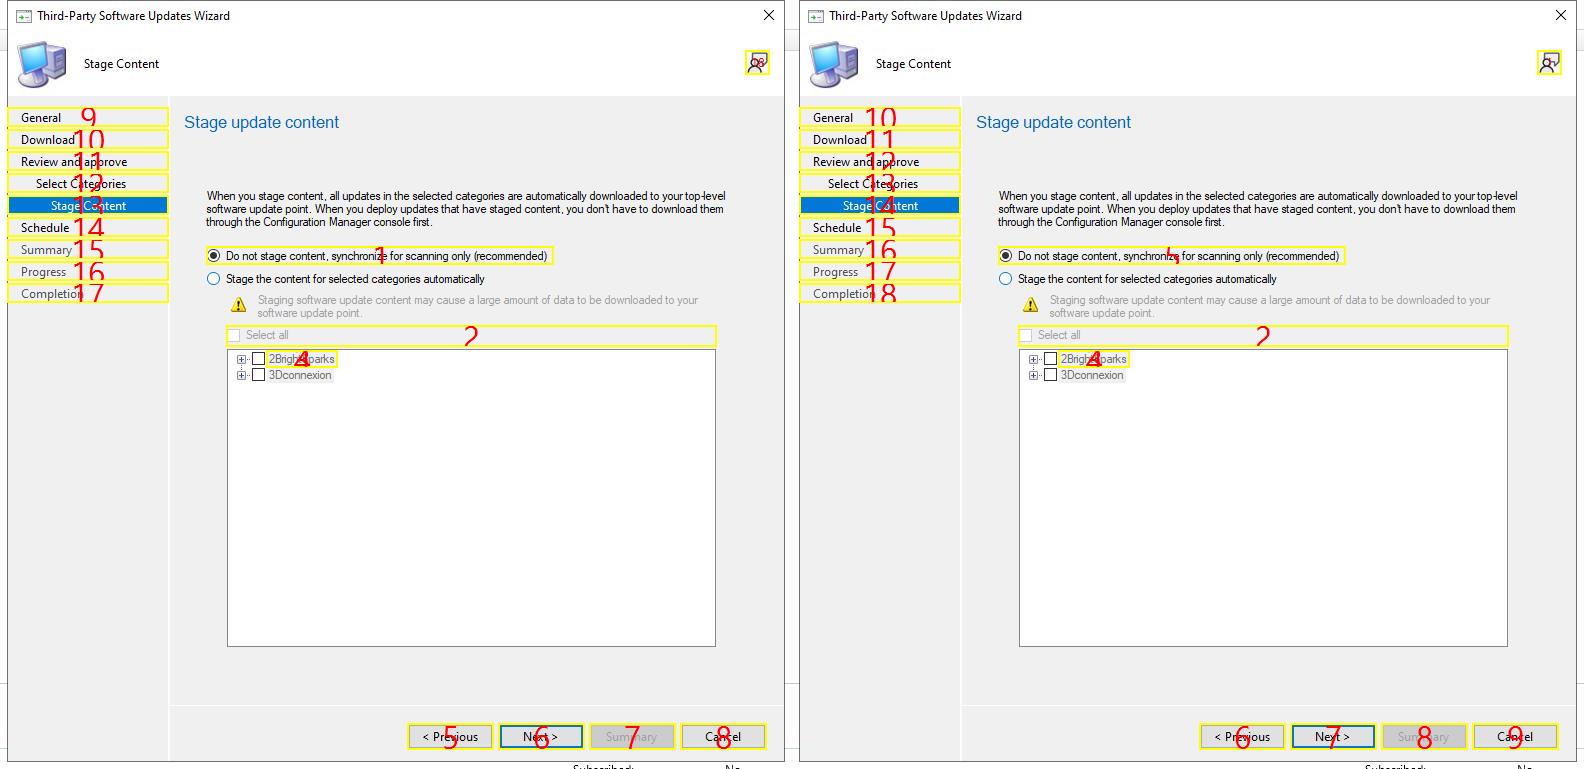 Third-Party Software Updates Wizard
Stage Content
18
General 9
Download 10
Review and approve 11
Select Categories 12
Stage Content 13
Schedule 14
Summary 15
Progress 16
Completion 17
Stage update content
When you stage content, all updates in the selected categories are automatically downloaded to your top-level
software update point. When you deploy updates that have staged content, you don't have to download them
through the Configuration Manager console first.
Do not stage content, synchronize for scanning only (recommended) 1
Stage the content for selected categories automatically
Staging software update content may cause a large amount of data to be downloaded to your
software update point.
Select all 2
2BrightSparks
3Dconnexion
< Previous 5
Next > 6
Summary 7
Cancel 8
Third-Party Software Updates Wizard
Stage Content
General 10
Download 11
Review and approve 12
Select Categories 13
Stage Content 14
Schedule 15
Summary 16
Progress 17
Completion 18
Stage update content
When you stage content, all updates in the selected categories are automatically downloaded to your top-level
software update point. When you deploy updates that have staged content, you don't have to download them
through the Configuration Manager console first.
Do not stage content, synchronize for scanning only (recommended)
Stage the content for selected categories automatically
Staging software update content may cause a large amount of data to be downloaded to your
software update point.
Select all 2
2BrightSparks
3Dconnexion
< Previous 6
Next > 7
Summary 8
Cancel 9
Subscribed: No
Subscribed: No